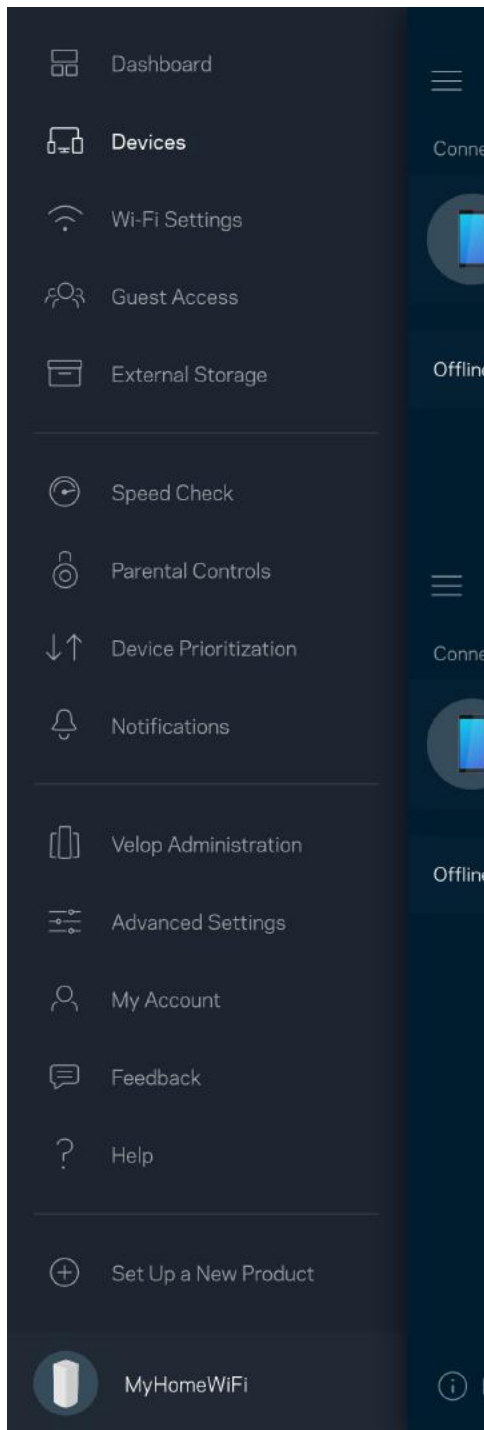 Dashboard
Devices
Wi-Fi Settings
Guest Access
External Storage
Speed Check
Parental Controls
Device Prioritization
Notifications
Velop Administration
Advanced Settings
My Account
Feedback
Help
Set Up a New Product
MyHomeWiFi